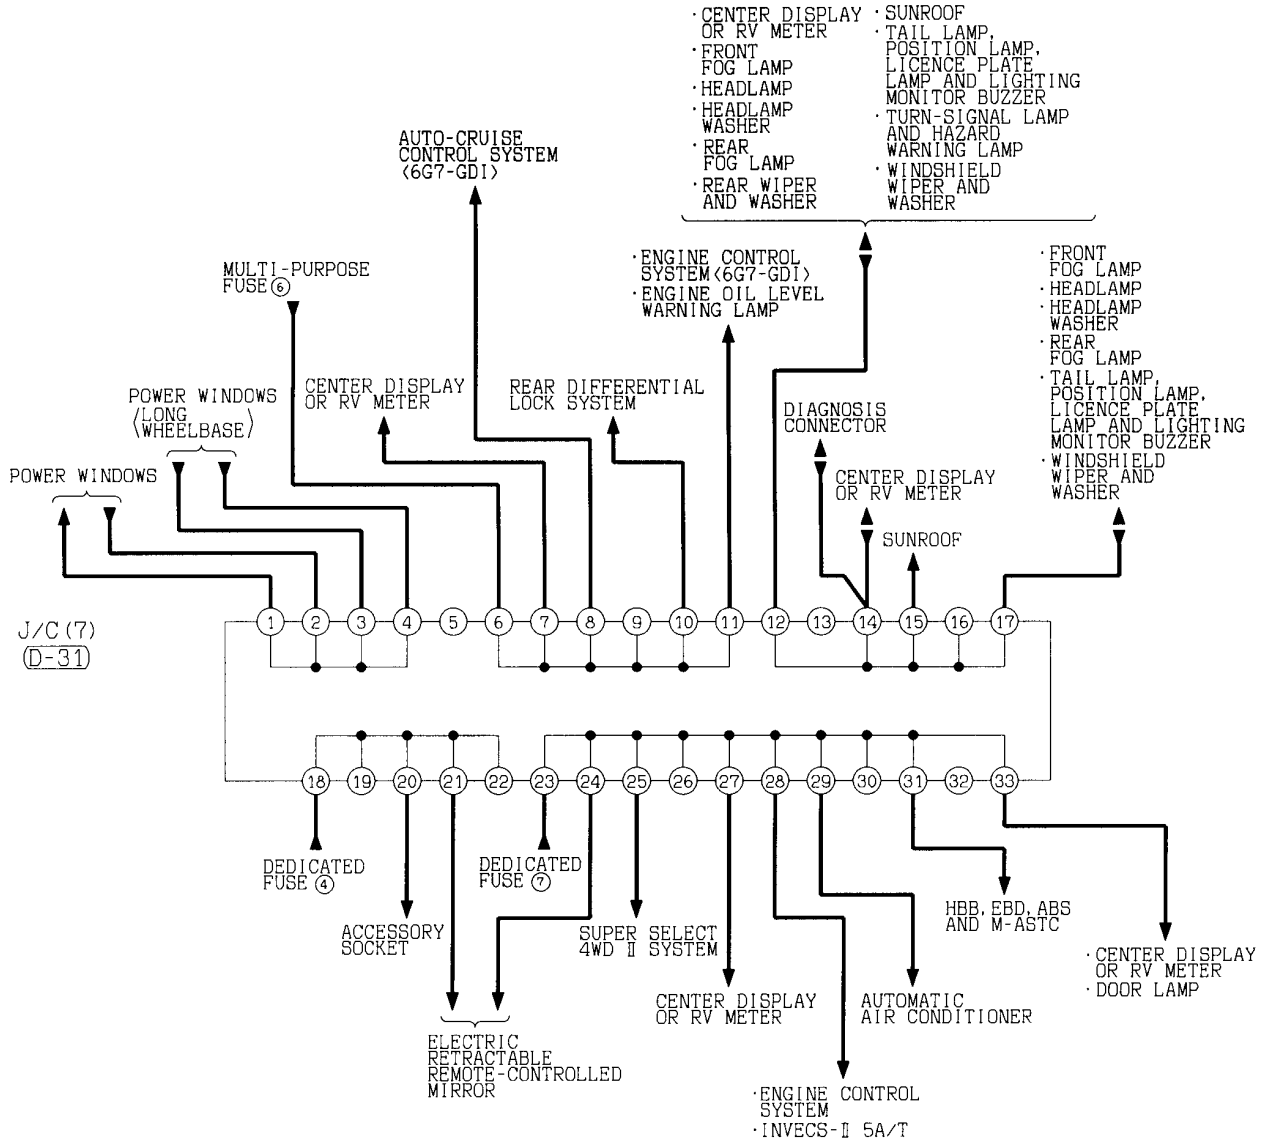 · CENTER DISPLAY
OR RV METER
· FRONT
FOG LAMP
· HEADLAMP
· HEADLAMP
WASHER
· REAR
FOG LAMP
· REAR WIPER
AND WASHER
· SUNROOF
· TAIL LAMP,
POSITION LAMP,
LICENCE PLATE
LAMP AND LIGHTING
MONITOR BUZZER
· TURN-SIGNAL LAMP
AND HAZARD
WARNING LAMP
· WINDSHIELD
WIPER AND
WASHER
AUTO-CRUISE
CONTROL SYSTEM
<6G7-GDI>
MULTI-PURPOSE
FUSE ⑥
· ENGINE CONTROL
SYSTEM<6G7-GDI>
· ENGINE OIL LEVEL
WARNING LAMP
· FRONT
FOG LAMP
· HEADLAMP
· HEADLAMP
WASHER
· REAR
FOG LAMP
· TAIL LAMP,
POSITION LAMP,
LICENCE PLATE
LAMP AND LIGHTING
MONITOR BUZZER
· WINDSHIELD
WIPER AND
WASHER
POWER WINDOWS
<LONG
WHEELBASE>
CENTER DISPLAY
OR RV METER
REAR DIFFERENTIAL
LOCK SYSTEM
DIAGNOSIS
CONNECTOR
POWER WINDOWS
CENTER DISPLAY
OR RV METER
SUNROOF
J/C (7)
D-31
1 2 3 4 5 6 7 8 9 10 11 12 13 14 15 16 17
18 19 20 21 22 23 24 25 26 27 28 29 30 31 32 33
DEDICATED
FUSE ④
DEDICATED
FUSE ⑦
ACCESSORY
SOCKET
SUPER SELECT
4WD Ⅱ SYSTEM
HBB, EBD, ABS
AND M-ASTC
· CENTER DISPLAY
OR RV METER
· DOOR LAMP
CENTER DISPLAY
OR RV METER
AUTOMATIC
AIR CONDITIONER
ELECTRIC
RETRACTABLE
REMOTE-CONTROLLED
MIRROR
· ENGINE CONTROL
SYSTEM
· INVECS-Ⅱ 5A/T